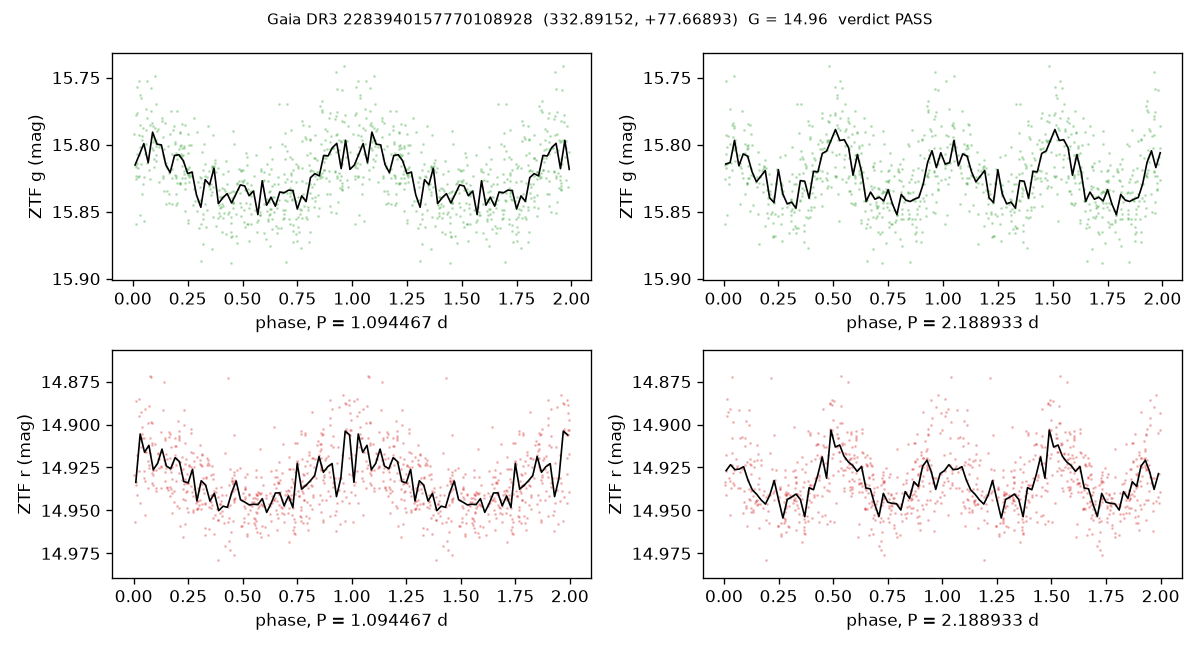 Gaia DR3 2283940157770108928  (332.89152, +77.66893)  G = 14.96  verdict PASS
ZTF g (mag)
15.75
15.80
15.85
15.90
0.00 0.25 0.50 0.75 1.00 1.25 1.50 1.75 2.00
phase, P = 1.094467 d
ZTF g (mag)
15.75
15.80
15.85
15.90
0.00 0.25 0.50 0.75 1.00 1.25 1.50 1.75 2.00
phase, P = 2.188933 d
ZTF r (mag)
14.875
14.900
14.925
14.950
14.975
0.00 0.25 0.50 0.75 1.00 1.25 1.50 1.75 2.00
phase, P = 1.094467 d
ZTF r (mag)
14.875
14.900
14.925
14.950
14.975
0.00 0.25 0.50 0.75 1.00 1.25 1.50 1.75 2.00
phase, P = 2.188933 d